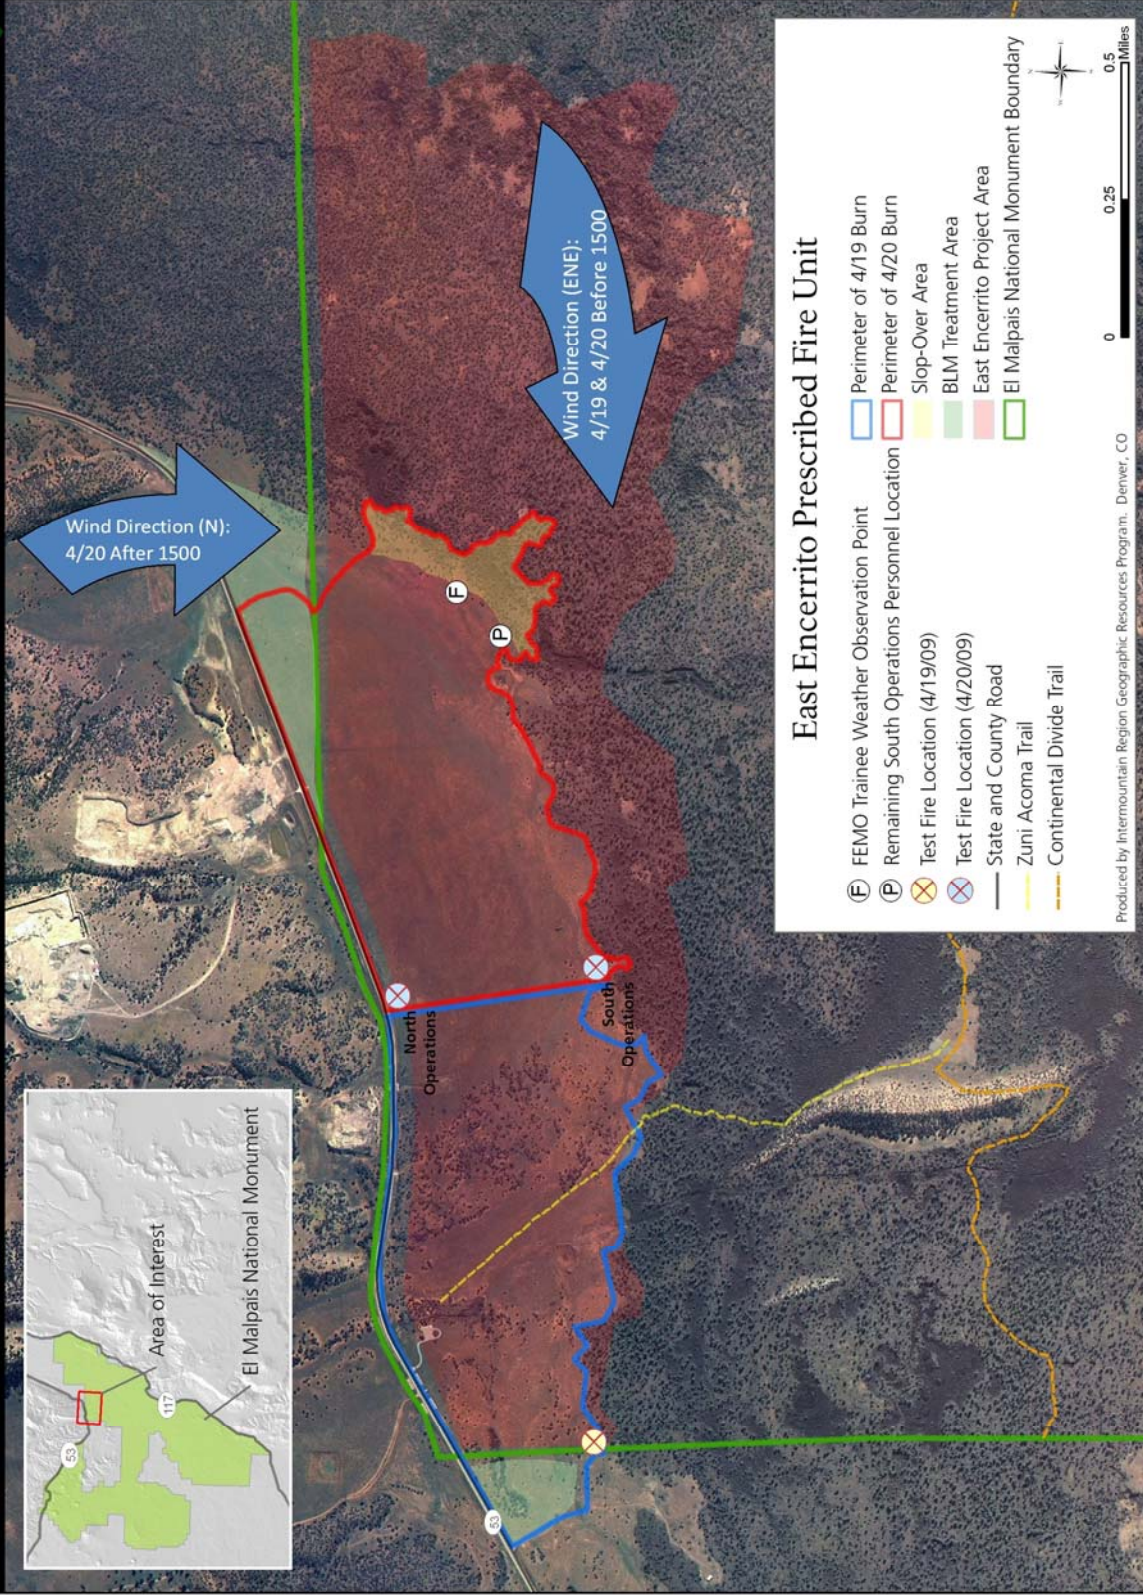 53
117
Area of Interest
El Malpais National Monument
Wind Direction (N):
4/20 After 1500
Wind Direction (ENE):
4/19 & 4/20 Before 1500
53
North
Operations
South
Operations
F
P
East Encerrito Prescribed Fire Unit
F FEMO Trainee Weather Observation Point
P Remaining South Operations Personnel Location
Test Fire Location (4/19/09)
Test Fire Location (4/20/09)
State and County Road
Zuni Acoma Trail
Continental Divide Trail
Perimeter of 4/19 Burn
Perimeter of 4/20 Burn
Slop-Over Area
BLM Treatment Area
East Encerrito Project Area
El Malpais National Monument Boundary
0 0.25 0.5
Miles
Produced by Intermountain Region Geographic Resources Program. Denver, CO